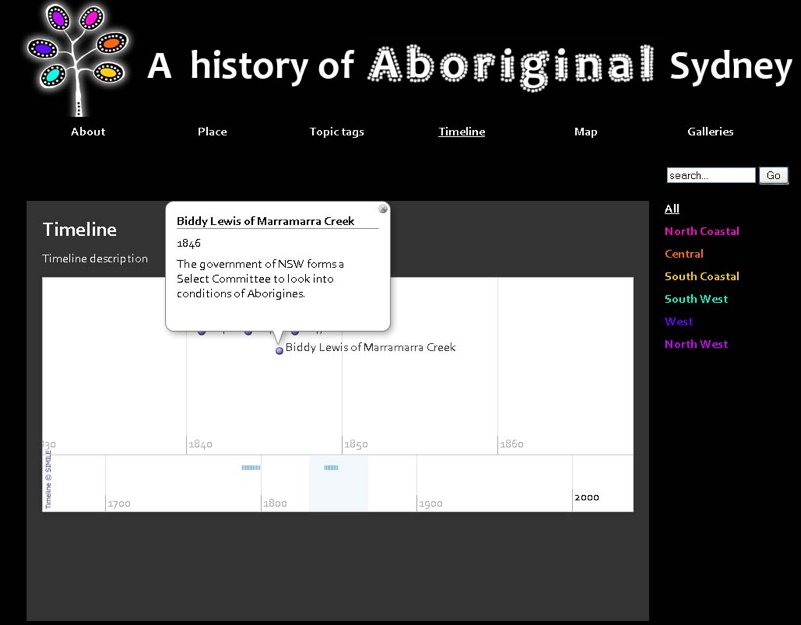 A history of Aboriginal Sydney
About Place Topic tags Timeline Map Galleries
search... Go
All
North Coastal
Central
South Coastal
South West
West
North West
Timeline
Timeline description
Biddy Lewis of Marramarra Creek
1846
The government of NSW forms a
Select Committee to look into
conditions of Aborigines.
Biddy Lewis of Marramarra Creek
30 1840 1850 1860
Timeline © SIMILE
1700 1800 1900 2000